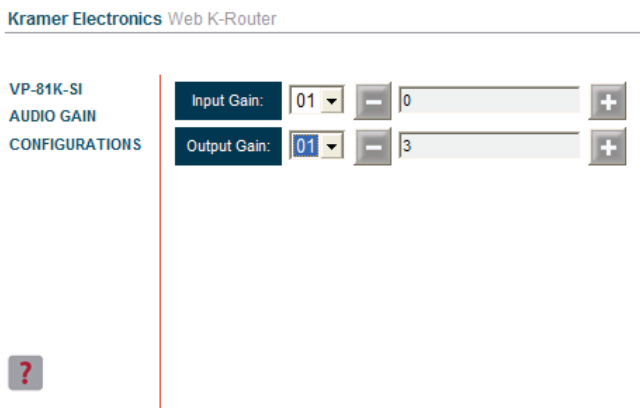 Kramer Electronics Web K-Router
VP-81K-SI
AUDIO GAIN
CONFIGURATIONS
Input Gain: 01 0
Output Gain: 01 3
?